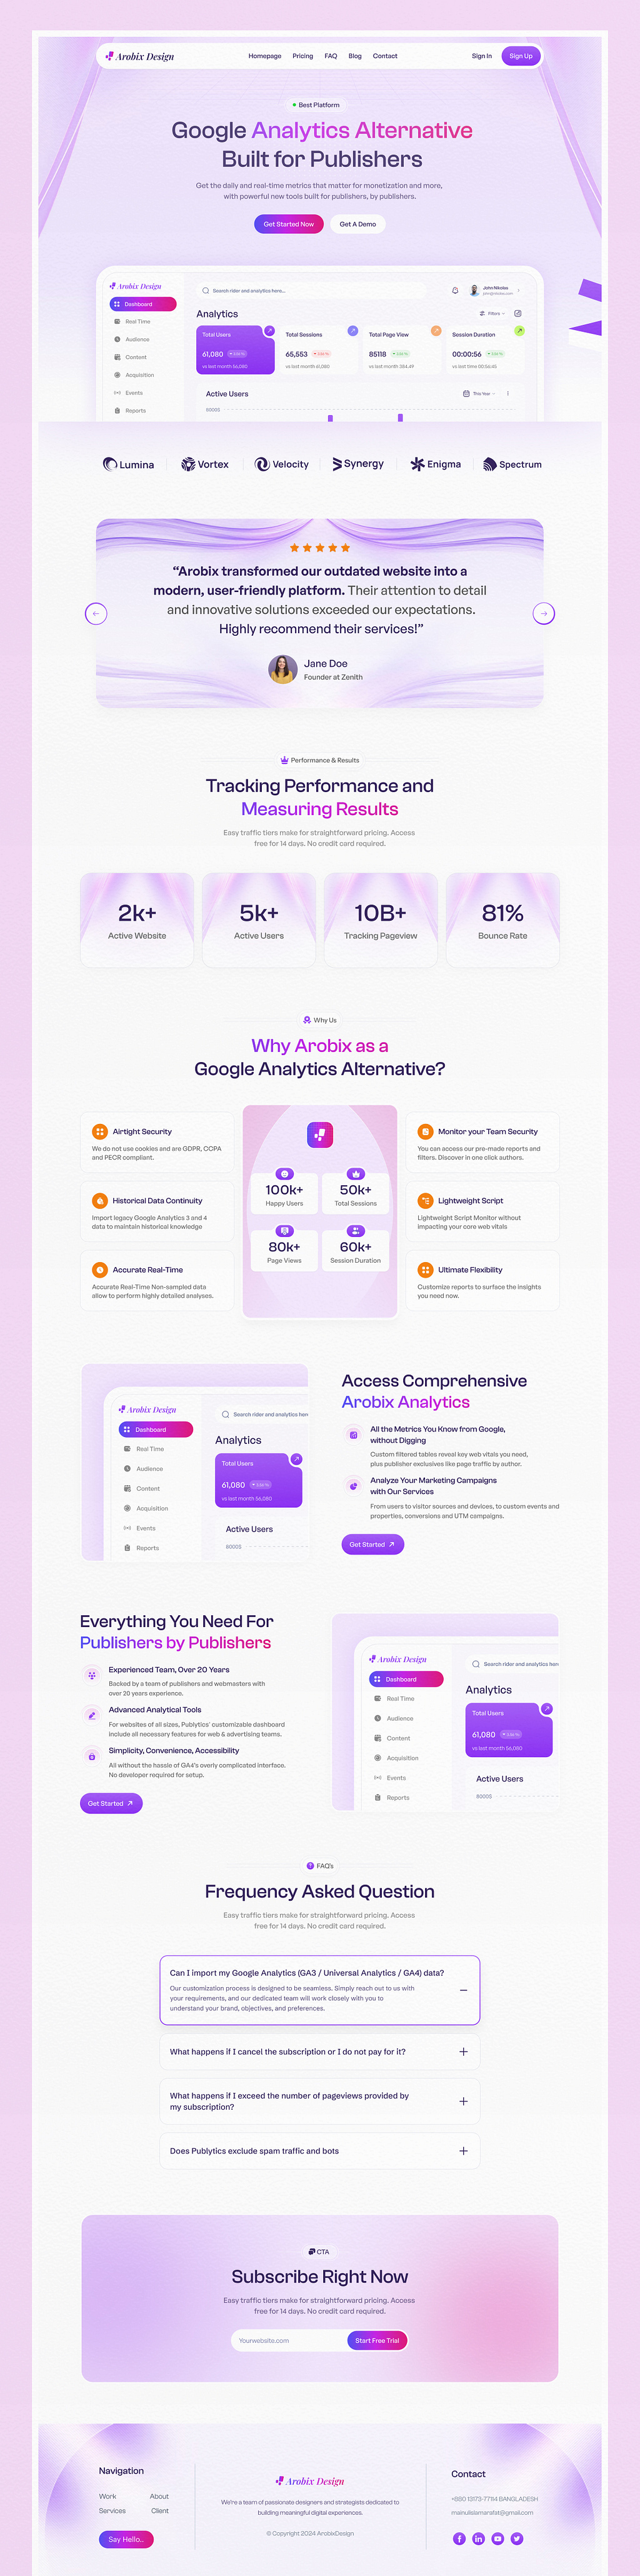 Arobix Design
Homepage Pricing FAQ Blog Contact
Sign In Sign Up
Best Platform
Google Analytics Alternative
Built for Publishers
Get the daily and real-time metrics that matter for monetization and more,
with powerful new tools built for publishers, by publishers.
Get Started Now Get A Demo
Arobix Design
Search rider and analytics here...
John Nikolas
Dashboard
Real Time
Audience
Content
Acquisition
Events
Reports
Analytics
Filters
Total Users
61,080
vs last month 56,080
Total Sessions
65,553
vs last month 61,080
Total Page View
85118
vs last month 384.49
Session Duration
00:00:56
vs last time 00:56:45
Active Users
This Year
8000$
Lumina
Vortex
Velocity
Synergy
Enigma
Spectrum
“Arobix transformed our outdated website into a
modern, user-friendly platform. Their attention to detail
and innovative solutions exceeded our expectations.
Highly recommend their services!”
Jane Doe
Founder at Zenith
Performance & Results
Tracking Performance and
Measuring Results
Easy traffic tiers make for straightforward pricing. Access
free for 14 days. No credit card required.
2k+
Active Website
5k+
Active Users
10B+
Tracking Pageview
81%
Bounce Rate
Why Us
Why Arobix as a
Google Analytics Alternative?
Airtight Security
We do not use cookies and are GDPR, CCPA
and PECR compliant.
Historical Data Continuity
Import legacy Google Analytics 3 and 4
data to maintain historical knowledge
Accurate Real-Time
Accurate Real-Time Non-sampled data
allow to perform highly detailed analyses.
100k+
Happy Users
50k+
Total Sessions
80k+
Page Views
60k+
Session Duration
Monitor your Team Security
You can access our pre-made reports and
filters. Discover in one click authors.
Lightweight Script
Lightweight Script Monitor without
impacting your core web vitals
Ultimate Flexibility
Customize reports to surface the insights
you need now.
Arobix Design
Dashboard
Real Time
Audience
Content
Acquisition
Events
Reports
Search rider and analytics her
Analytics
Total Users
61,080
vs last month 56,080
Active Users
8000$
Access Comprehensive
Arobix Analytics
All the Metrics You Know from Google,
without Digging
Custom filtered tables reveal key web vitals you need,
plus publisher exclusives like page traffic by author.
Analyze Your Marketing Campaigns
with Our Services
From users to visitor sources and devices, to custom events and
properties, conversions and UTM campaigns.
Get Started
Everything You Need For
Publishers by Publishers
Experienced Team, Over 20 Years
Backed by a team of publishers and webmasters with
over 20 years experience.
Advanced Analytical Tools
For websites of all sizes, Publytics' customizable dashboard
include all necessary features for web & advertising teams.
Simplicity, Convenience, Accessibility
All without the hassle of GA4's overly complicated interface.
No developer required for setup.
Get Started
Arobix Design
Dashboard
Real Time
Audience
Content
Acquisition
Events
Reports
Search rider and analytics her
Analytics
Total Users
61,080
vs last month 56,080
Active Users
8000$
FAQ's
Frequency Asked Question
Easy traffic tiers make for straightforward pricing. Access
free for 14 days. No credit card required.
Can I import my Google Analytics (GA3 / Universal Analytics / GA4) data?
Our customization process is designed to be seamless. Simply reach out to us with
your requirements, and our dedicated team will work closely with you to
understand your brand, objectives, and preferences.
What happens if I cancel the subscription or I do not pay for it?
What happens if I exceed the number of pageviews provided by
my subscription?
Does Publytics exclude spam traffic and bots
CTA
Subscribe Right Now
Easy traffic tiers make for straightforward pricing. Access
free for 14 days. No credit card required.
Yourwebsite.com
Start Free Trial
Navigation
Work About
Services Client
Say Hello..
Arobix Design
We're a team of passionate designers and strategists dedicated to
building meaningful digital experiences.
© Copyright 2024 ArobixDesign
Contact
+880 13173-77114 BANGLADESH
mainulislamarafat@gmail.com